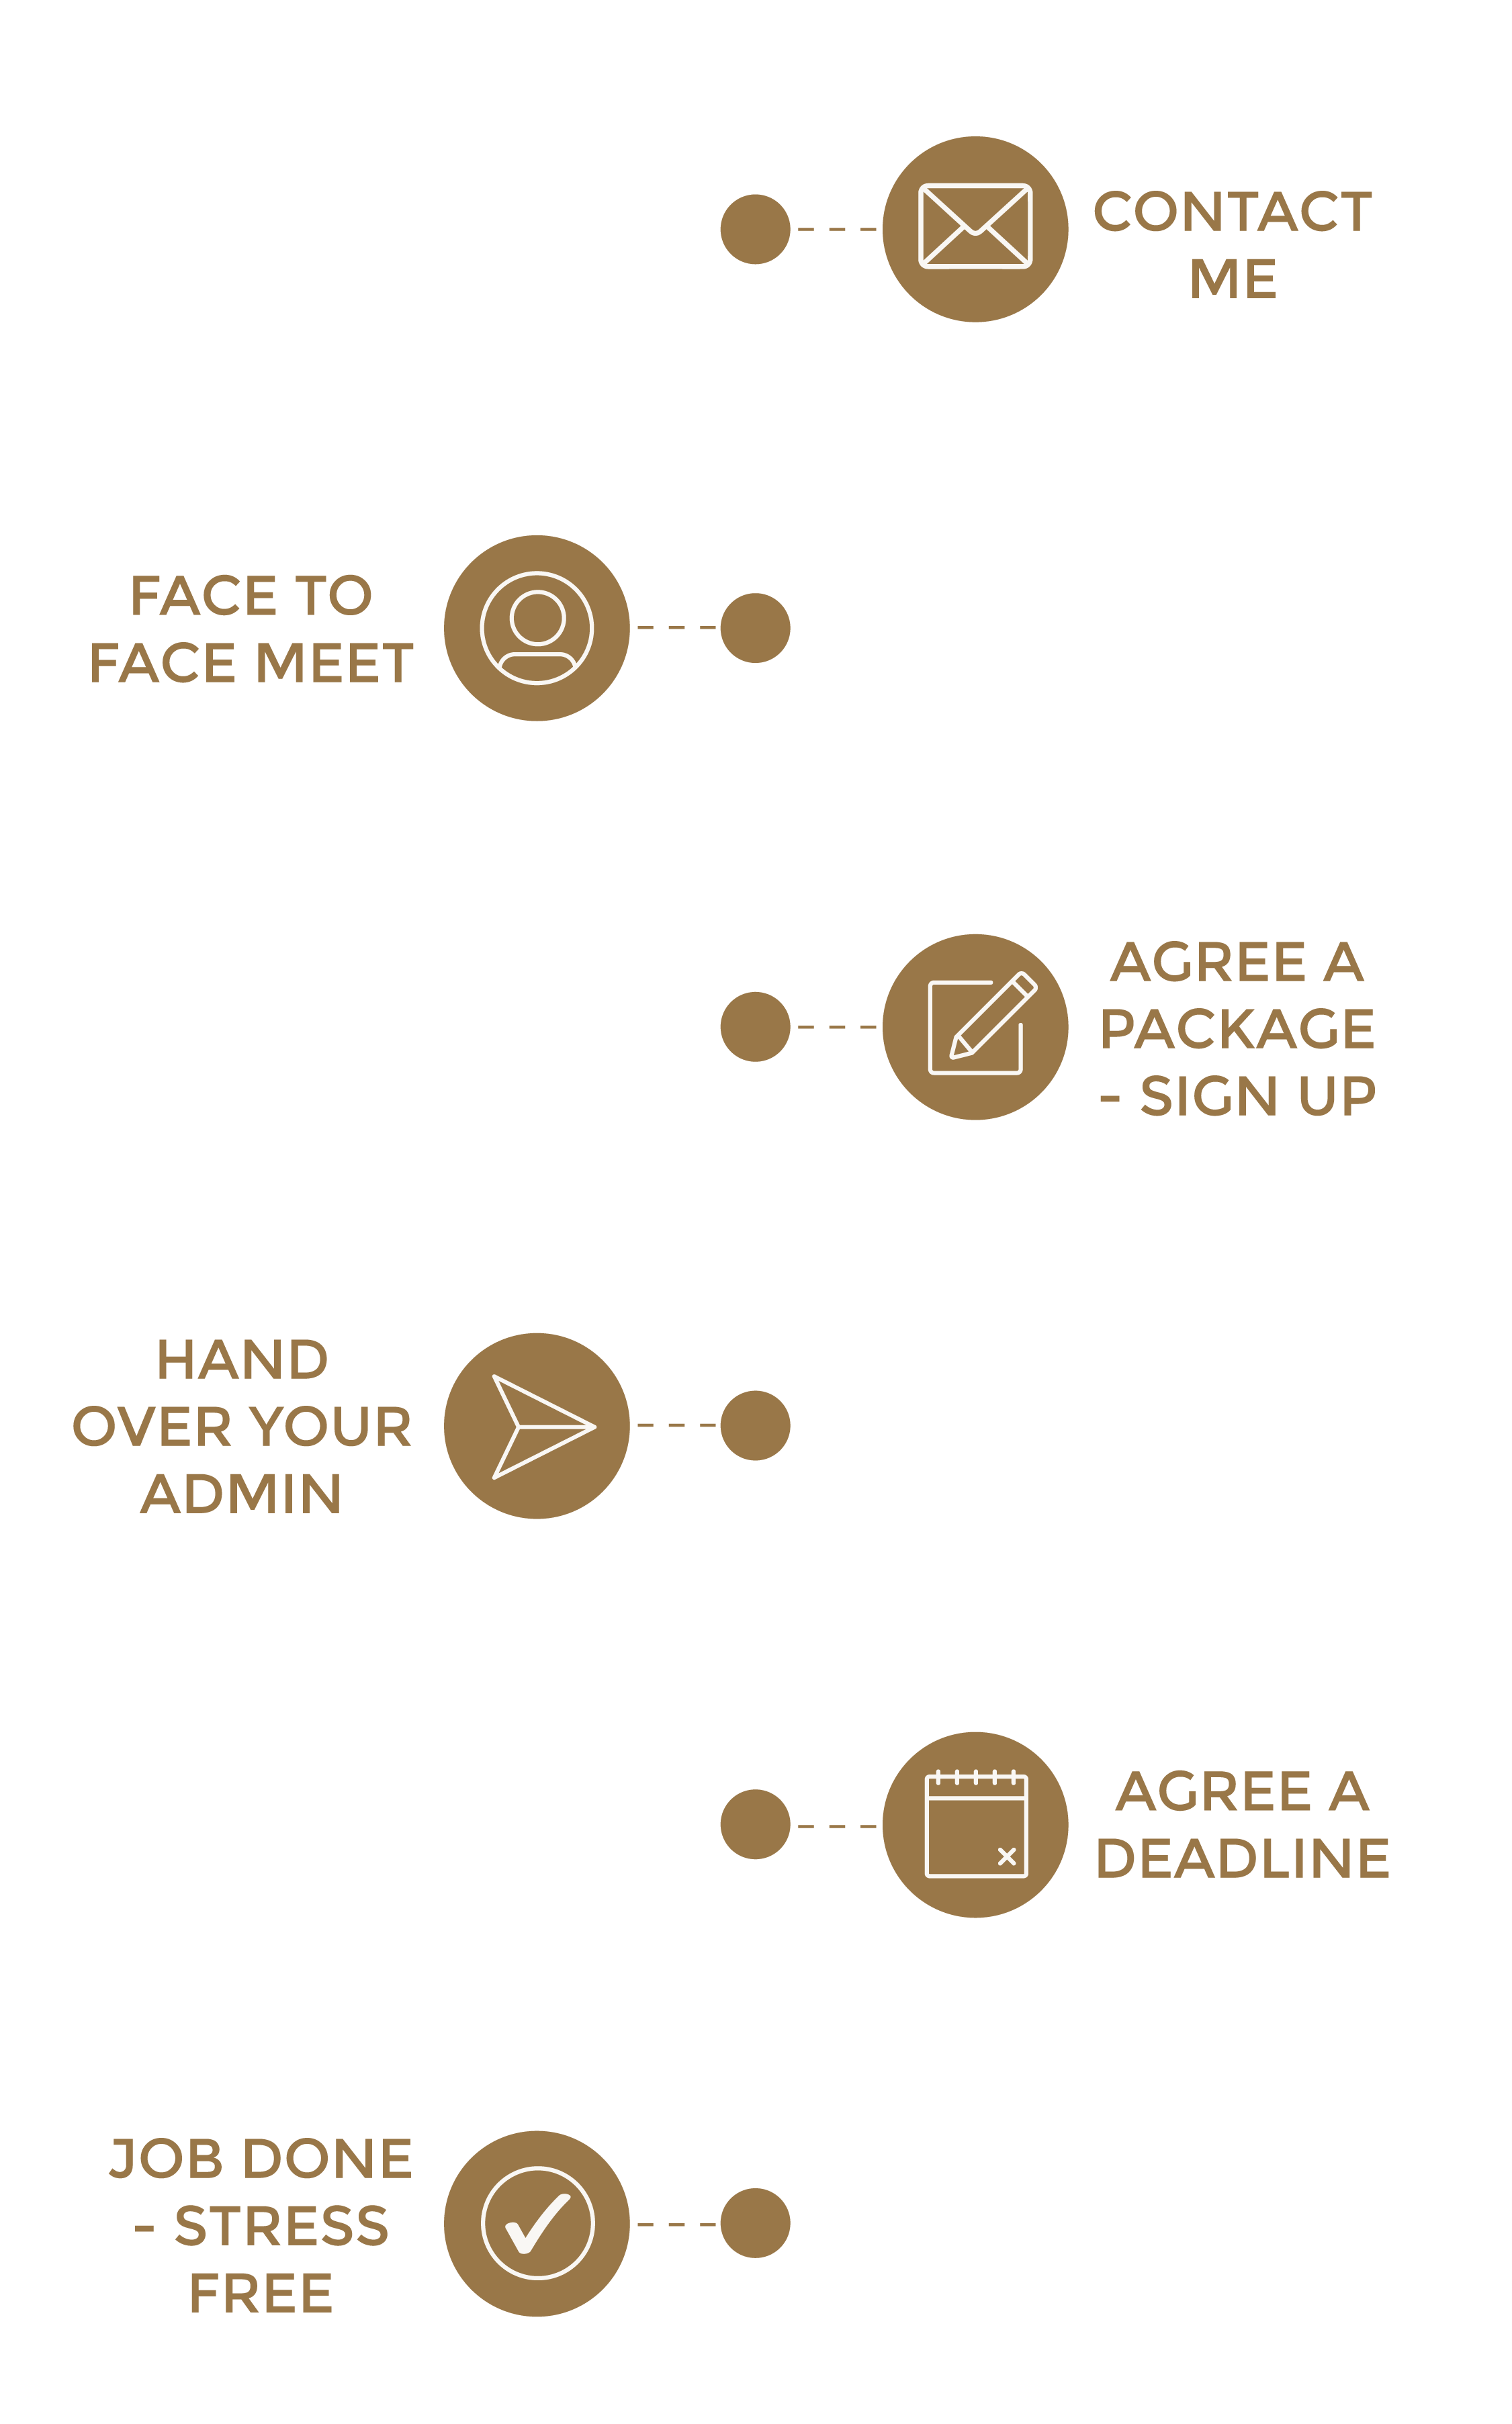 CONTACT
ME
FACE TO
FACE MEET
AGREE A
PACKAGE
- SIGN UP
HAND
OVER YOUR
ADMIN
AGREE A
DEADLINE
JOB DONE
- STRESS
FREE